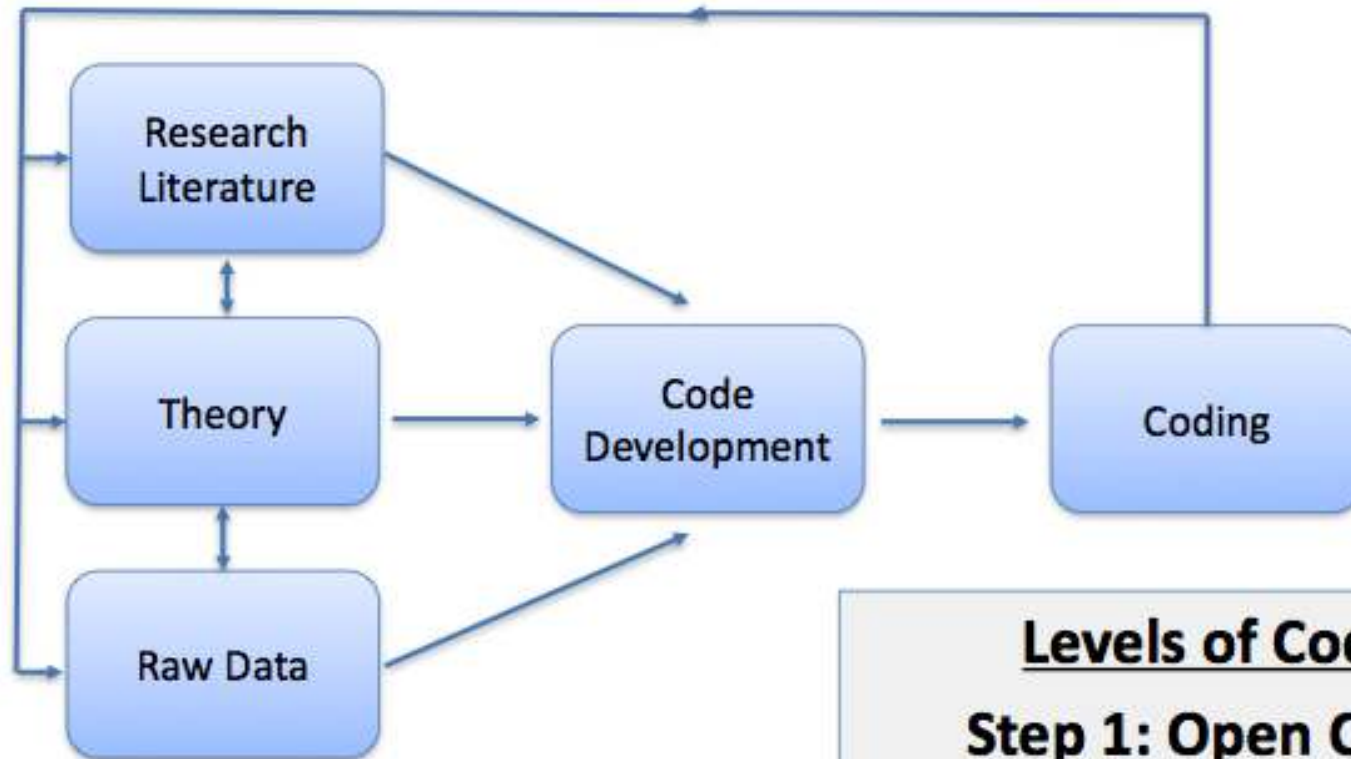 Research
Literature
Theory
Code
Development
Coding
Raw Data
Levels of
Step 1: Open